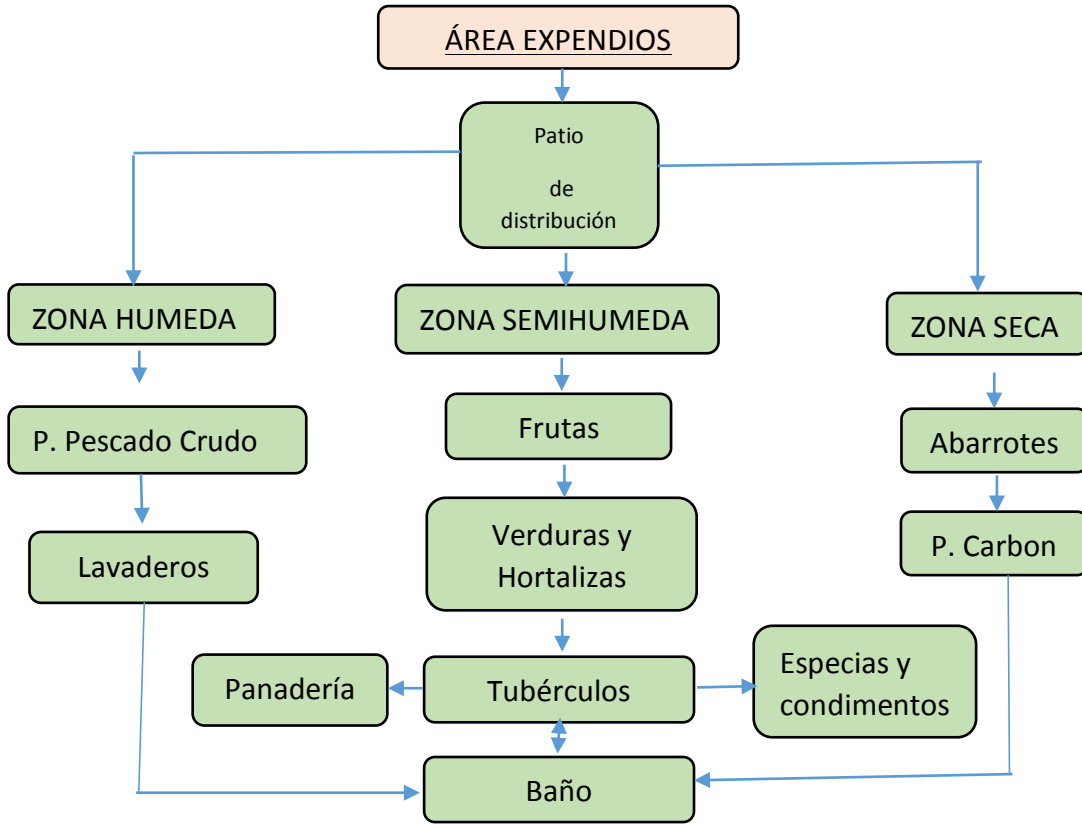 ÁREA EXPENDIOS
Patio
de
distribución
ZONA HUMEDA
ZONA SEMIHUMEDA
ZONA SECA
P. Pescado Crudo
Frutas
Abarrotes
Lavaderos
Verduras y
Hortalizas
P. Carbon
Panadería
Tubérculos
Especias y
condimentos
Baño